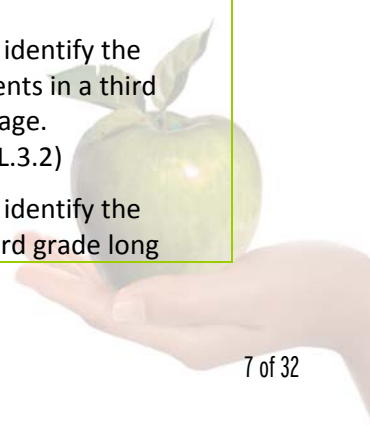 identify the
ents in a third
age.
L.3.2)
identify the
rd grade long
7 of 32